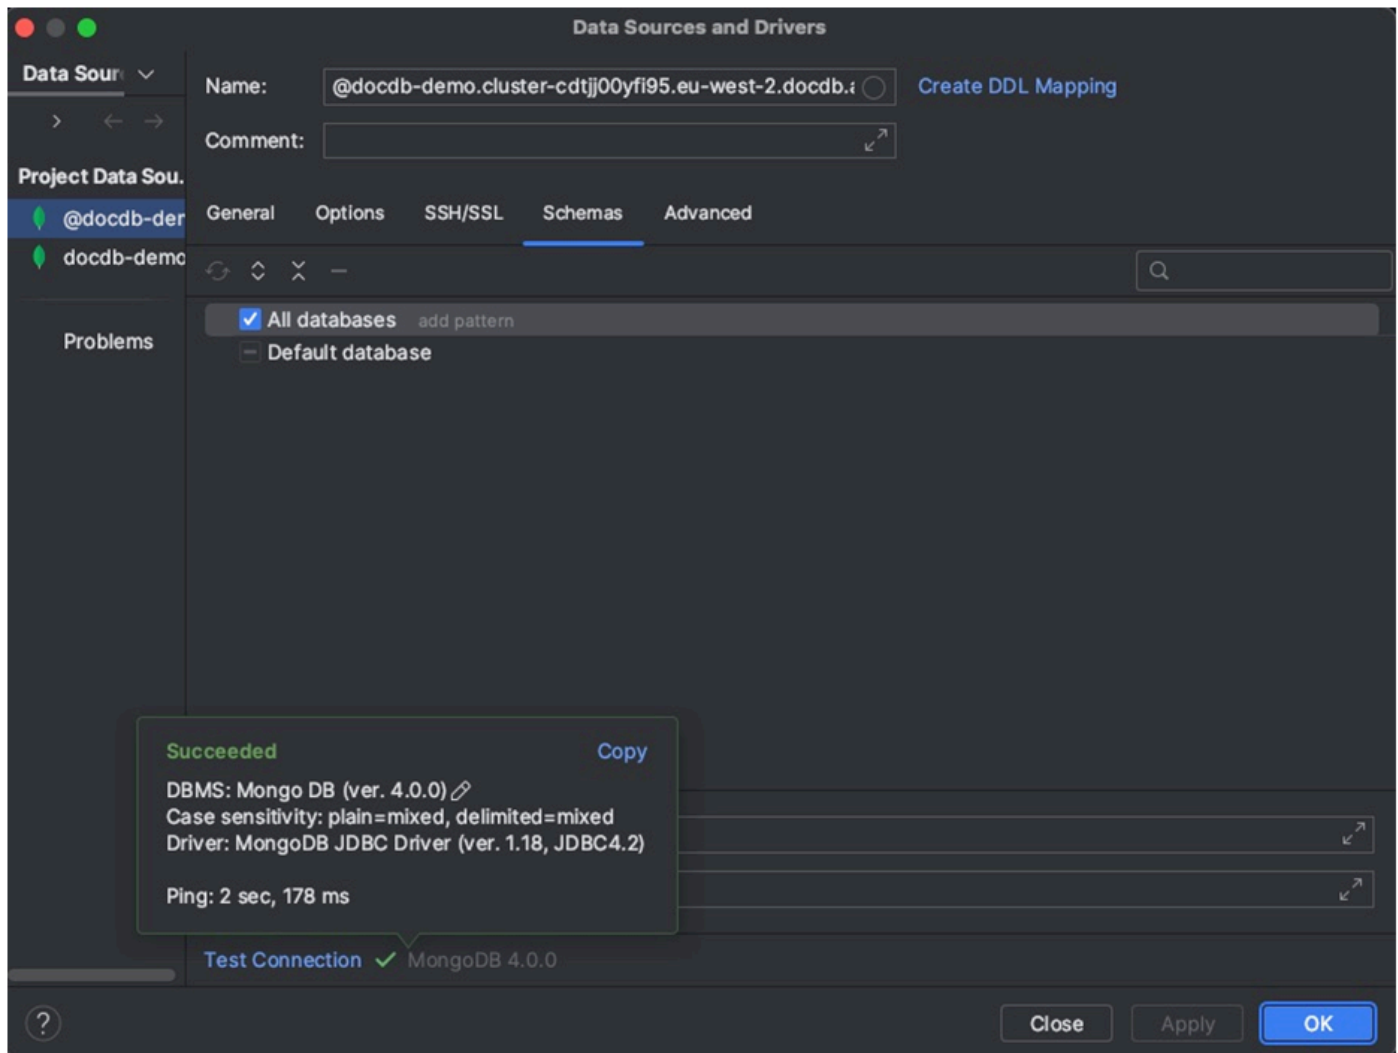 Data Sources and Drivers
Data Sour
Name: @docdb-demo.cluster-cdtjj00yfi95.eu-west-2.docdb.a Create DDL Mapping
Comment:
Project Data Sou.
@docdb-der
docdb-demo
Problems
General Options SSH/SSL Schemas Advanced
All databases add pattern
Default database
Succeeded Copy
DBMS: Mongo DB (ver. 4.0.0)
Case sensitivity: plain=mixed, delimited=mixed
Driver: MongoDB JDBC Driver (ver. 1.18, JDBC4.2)
Ping: 2 sec, 178 ms
Test Connection MongoDB 4.0.0
? Close Apply OK